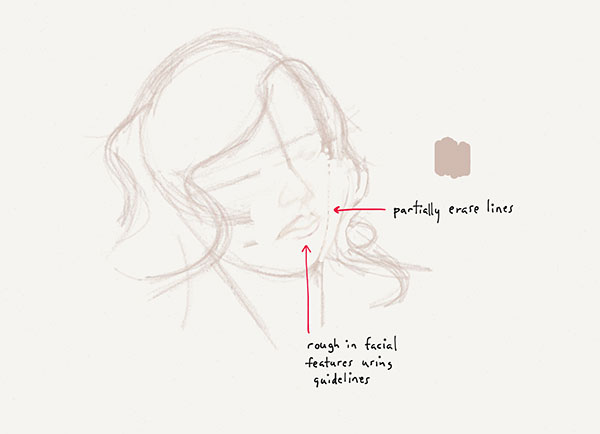 partially erase lines
rough in facial
features using
guidelines